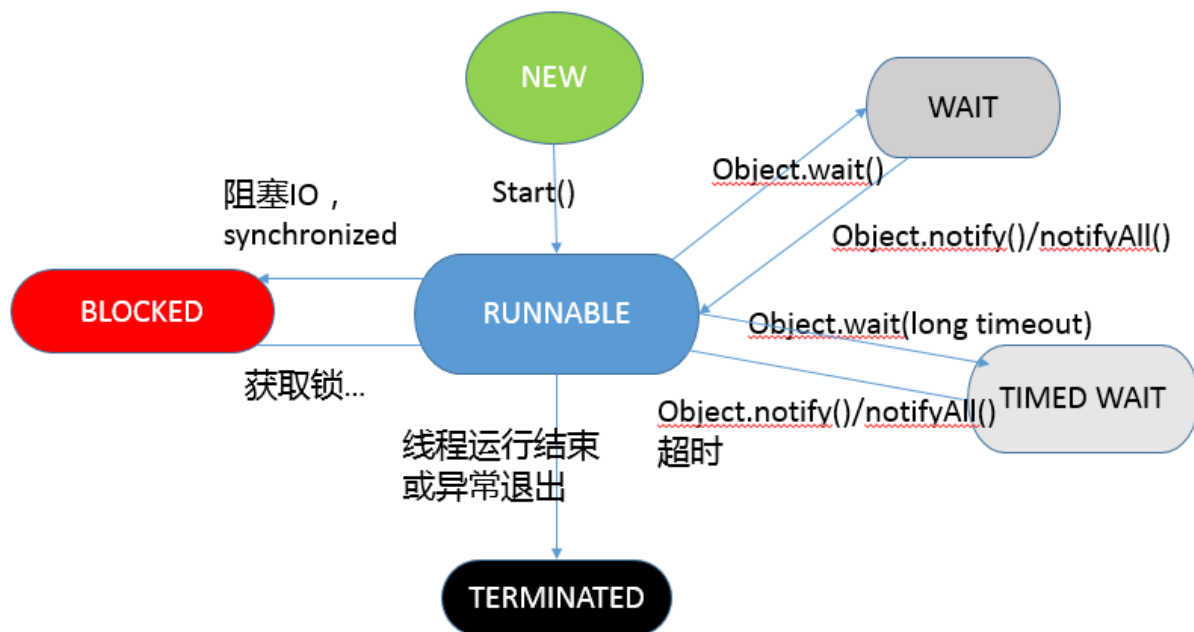 NEW
WAIT
Object.wait()
阻塞IO，
synchronized
Start()
Object.notify()/notifyAll()
BLOCKED
RUNNABLE
Object.wait(long timeout)
获取锁...
TIMED WAIT
Object.notify()/notifyAll()
超时
线程运行结束
或异常退出
TERMINATED